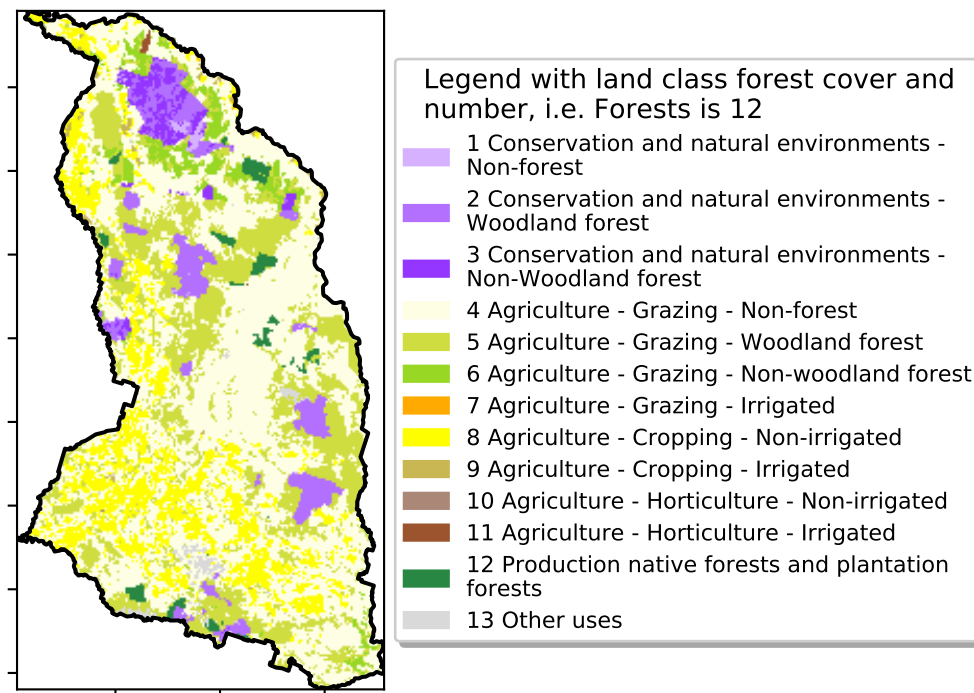 Legend with land class forest cover and
number, i.e. Forests is 12
1 Conservation and natural environments -
Non-forest
2 Conservation and natural environments -
Woodland forest
3 Conservation and natural environments -
Non-Woodland forest
4 Agriculture - Grazing - Non-forest
5 Agriculture - Grazing - Woodland forest
6 Agriculture - Grazing - Non-woodland forest
7 Agriculture - Grazing - Irrigated
8 Agriculture - Cropping - Non-irrigated
9 Agriculture - Cropping - Irrigated
10 Agriculture - Horticulture - Non-irrigated
11 Agriculture - Horticulture - Irrigated
12 Production native forests and plantation
forests
13 Other uses